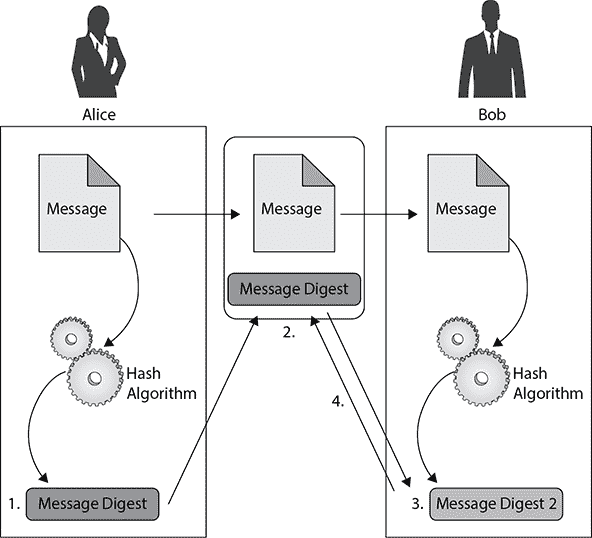 Alice
Bob
Message
Message
Message
Message Digest
2.
Hash
Algorithm
Hash
Algorithm
4.
1.
Message Digest
3.
Message Digest 2